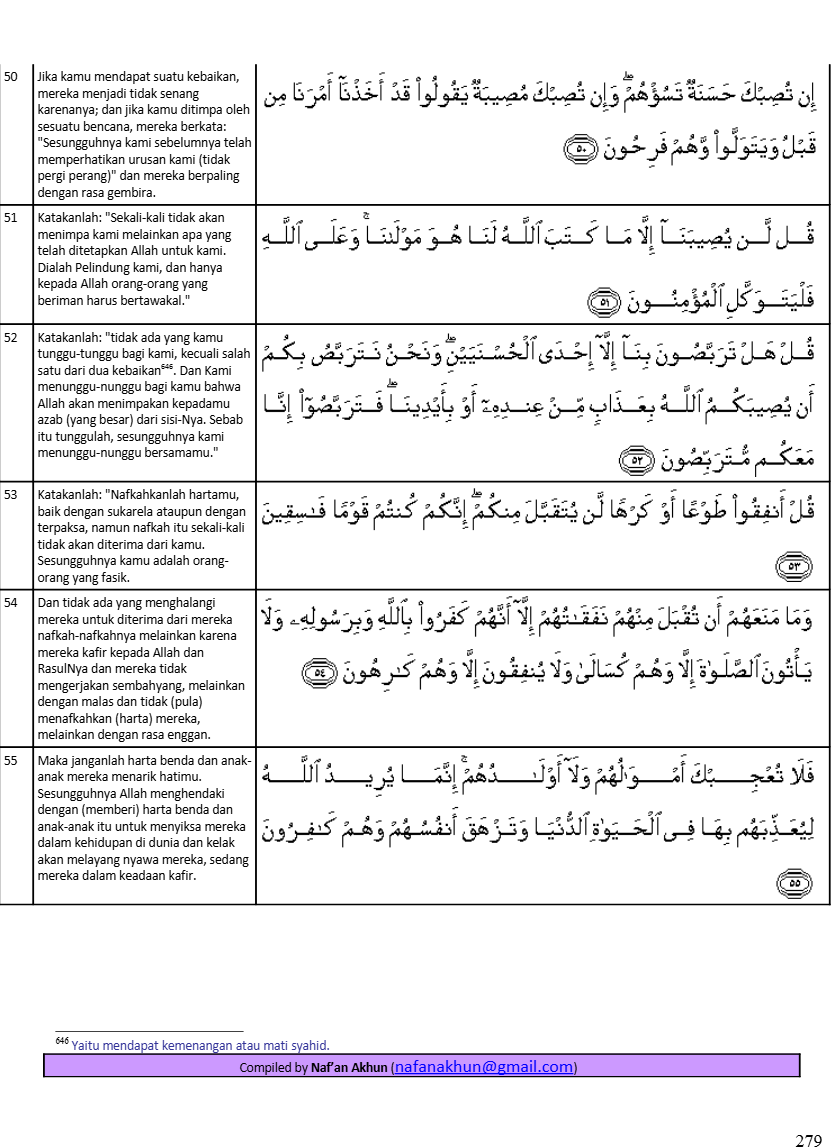 50
Jika kamu mendapat suatu kebaikan,
mereka menjadi tidak senang
karenanya; dan jika kamu ditimpa oleh
sesuatu bencana, mereka berkata:
"Sesungguhnya kami sebelumnya telah
memperhatikan urusan kami (tidak
pergi perang)" dan mereka berpaling
dengan rasa gembira.
إِن تُصِبْكَ حَسَنَةٌ تَسُؤْهُمْ ۖ وَإِن تُصِبْكَ مُصِيبَةٌ يَقُولُوا۟ قَدْ أَخَذْنَآ أَمْرَنَا مِن
قَبْلُ وَيَتَوَلَّوا۟ وَّهُمْ فَرِحُونَ ٥٠
51
Katakanlah: "Sekali-kali tidak akan
menimpa kami melainkan apa yang
telah ditetapkan Allah untuk kami.
Dialah Pelindung kami, dan hanya
kepada Allah orang-orang yang
beriman harus bertawakal."
قُل لَّن يُصِيبَنَآ إِلَّا مَا كَتَبَ ٱللَّهُ لَنَا هُوَ مَوْلَىٰنَا ۚ وَعَلَى ٱللَّهِ
فَلْيَتَوَكَّلِ ٱلْمُؤْمِنُونَ ٥١
52
Katakanlah: "tidak ada yang kamu
tunggu-tunggu bagi kami, kecuali salah
satu dari dua kebaikan646. Dan Kami
menunggu-nunggu bagi kamu bahwa
Allah akan menimpakan kepadamu
azab (yang besar) dari sisi-Nya. Sebab
itu tunggulah, sesungguhnya kami
menunggu-nunggu bersamamu."
قُلْ هَلْ تَرَبَّصُونَ بِنَآ إِلَّآ إِحْدَى ٱلْحُسْنَيَيْنِ ۖ وَنَحْنُ نَتَرَبَّصُ بِكُمْ
أَن يُصِيبَكُمُ ٱللَّهُ بِعَذَابٍ مِّنْ عِندِهِۦٓ أَوْ بِأَيْدِينَا ۖ فَتَرَبَّصُوٓا۟ إِنَّا
مَعَكُم مُّتَرَبِّصُونَ ٥٢
53
Katakanlah: "Nafkahkanlah hartamu,
baik dengan sukarela ataupun dengan
terpaksa, namun nafkah itu sekali-kali
tidak akan diterima dari kamu.
Sesungguhnya kamu adalah orang-
orang yang fasik.
قُلْ أَنفِقُوا۟ طَوْعًا أَوْ كَرْهًا لَّن يُتَقَبَّلَ مِنكُمْ ۖ إِنَّكُمْ كُنتُمْ قَوْمًا فَـٰسِقِينَ
٥٣
54
Dan tidak ada yang menghalangi
mereka untuk diterima dari mereka
nafkah-nafkahnya melainkan karena
mereka kafir kepada Allah dan
RasulNya dan mereka tidak
mengerjakan sembahyang, melainkan
dengan malas dan tidak (pula)
menafkahkan (harta) mereka,
melainkan dengan rasa enggan.
وَمَا مَنَعَهُمْ أَن تُقْبَلَ مِنْهُمْ نَفَقَـٰتُهُمْ إِلَّآ أَنَّهُمْ كَفَرُوا۟ بِٱللَّهِ وَبِرَسُولِهِۦ وَلَا
يَأْتُونَ ٱلصَّلَوٰةَ إِلَّا وَهُمْ كُسَالَىٰ وَلَا يُنفِقُونَ إِلَّا وَهُمْ كَـٰرِهُونَ ٥٤
55
Maka janganlah harta benda dan anak-
anak mereka menarik hatimu.
Sesungguhnya Allah menghendaki
dengan (memberi) harta benda dan
anak-anak itu untuk menyiksa mereka
dalam kehidupan di dunia dan kelak
akan melayang nyawa mereka, sedang
mereka dalam keadaan kafir.
فَلَا تُعْجِبْكَ أَمْوَٰلُهُمْ وَلَآ أَوْلَـٰدُهُمْ ۚ إِنَّمَا يُرِيدُ ٱللَّهُ
لِيُعَذِّبَهُم بِهَا فِى ٱلْحَيَوٰةِ ٱلدُّنْيَا وَتَزْهَقَ أَنفُسُهُمْ وَهُمْ كَـٰفِرُونَ
٥٥
646 Yaitu mendapat kemenangan atau mati syahid.
Compiled by Naf'an Akhun (nafanakhun@gmail.com)
279